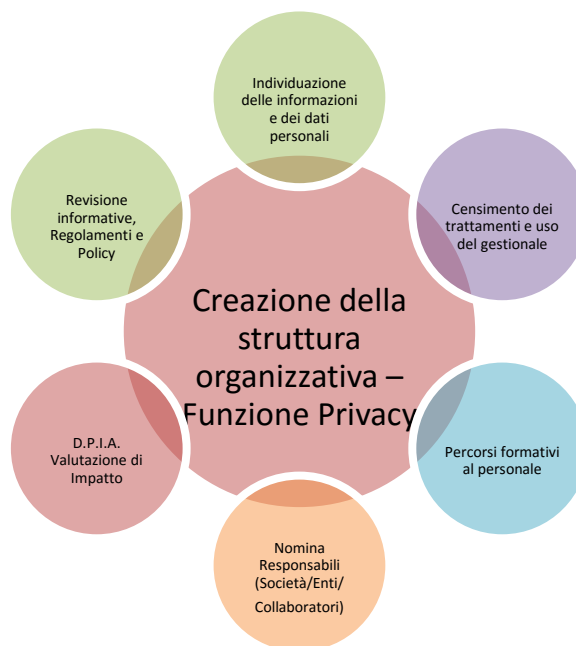 Individuazione
delle informazioni
e dei dati
personali
Revisione
informative,
Regolamenti e
Policy
Censimento dei
trattamenti e uso
del gestionale
Creazione della
struttura
organizzativa –
Funzione Privacy
D.P.I.A.
Valutazione di
Impatto
Percorsi formativi
al personale
Nomina
Responsabili
(Società/Enti/
Collaboratori)